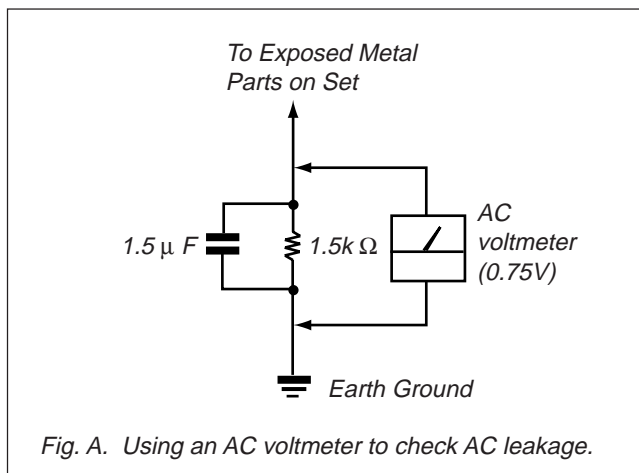 To Exposed Metal
Parts on Set
1.5 μ F
1.5k Ω
AC
voltmeter
(0.75V)
Earth Ground
Fig. A. Using an AC voltmeter to check AC leakage.